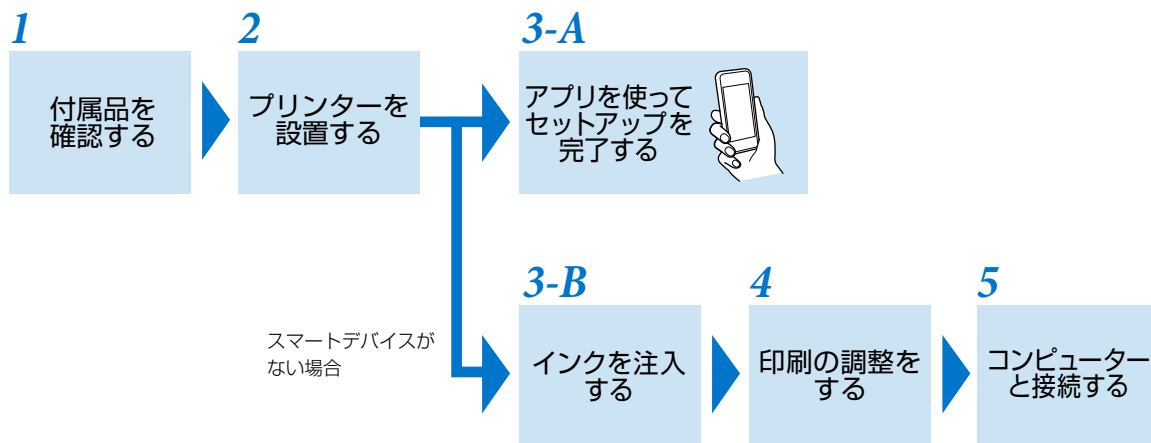 1
付属品を
確認する
2
プリンターを
設置する
3-A
アプリを使って
セットアップを
完了する
スマートデバイスが
ない場合
3-B
インクを注入
する
4
印刷の調整を
する
5
コンピューター
と接続する